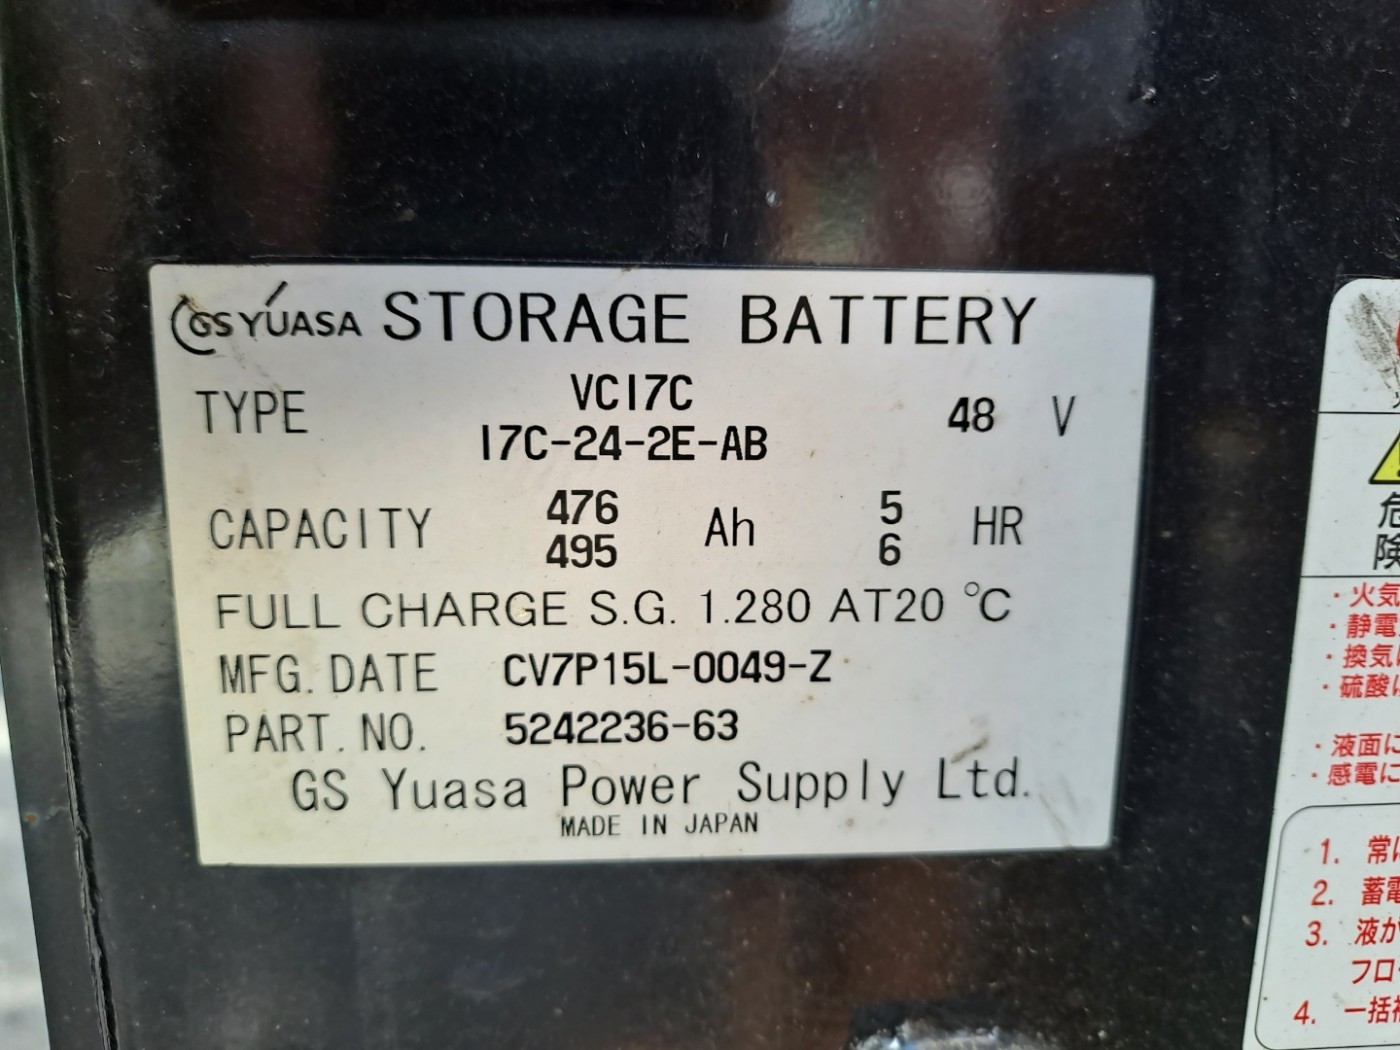 GS YUASA STORAGE BATTERY
TYPE VC17C 48 V
17C-24-2E-AB
CAPACITY 476 Ah 5 HR
495 6
FULL CHARGE S.G. 1.280 AT20 °C
MFG. DATE CV7P15L-0049-Z
PART. NO. 5242236-63
GS Yuasa Power Supply Ltd.
MADE IN JAPAN
危
険
・火気
・静電
・換気
・硫酸
・液面に
・感電に
1. 常
2. 蓄電
3. 液が
フロ
4. 一括